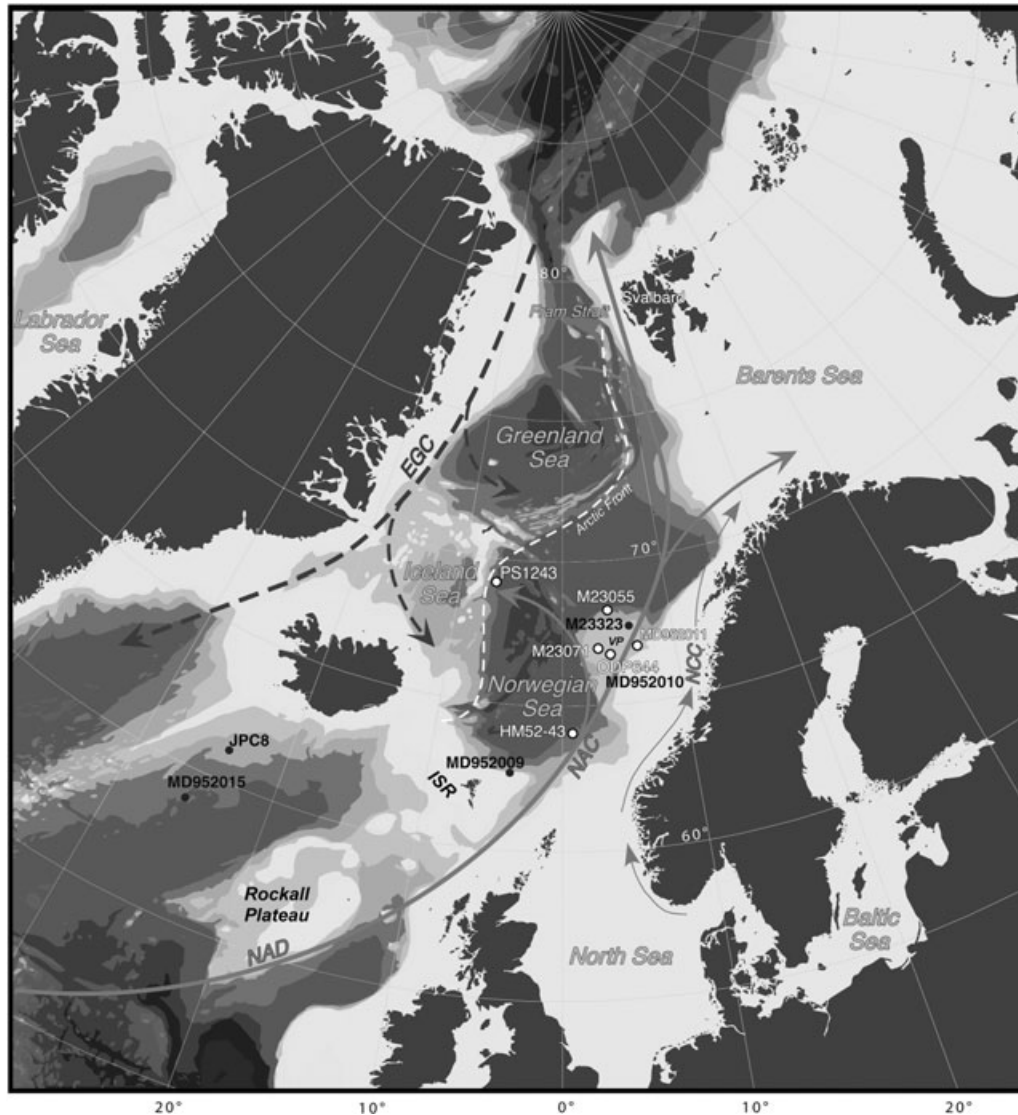 80°
Fram Strait
Svalbard
Labrador
Sea
Barents Sea
Greenland
Sea
EGC
Arctic Front
70°
Iceland
Sea
PS1243
M23055
M23323
VP
MD952011
M23071
ODP644
MD952010
NCC
Norwegian
Sea
HM52-43
JPC8
MD952009
NAC
MD952015
ISR
60°
Rockall
Plateau
Baltic
Sea
NAD
North Sea
20°
10°
0°
10°
20°